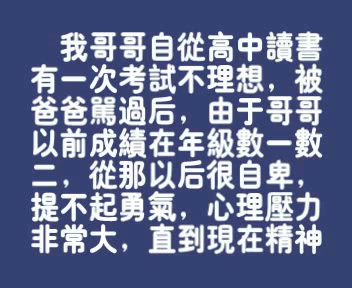 我哥哥自從高中讀書
有一次考試不理想，被
爸爸罵過后，由于哥哥
以前成績在年級數一數
二，從那以后很自卑，
提不起勇氣，心理壓力
非常大，直到現在精神